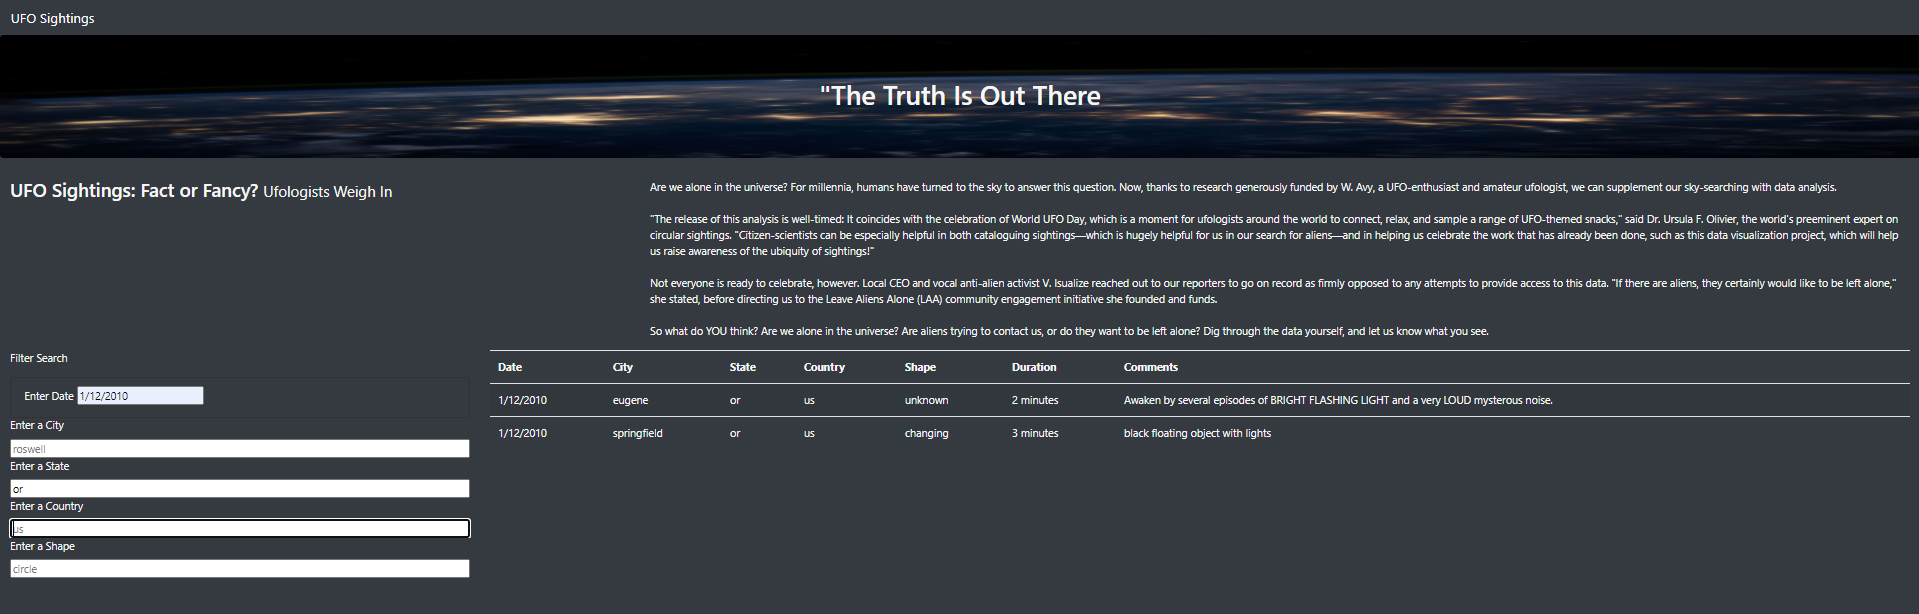 UFO Sightings
"The Truth Is Out There
UFO Sightings: Fact or Fancy? Ufologists Weigh In
Are we alone in the universe? For millennia, humans have turned to the sky to answer this question. Now, thanks to research generously funded by W. Avy, a UFO-enthusiast and amateur ufologist, we can supplement our sky-searching with data analysis.
"The release of this analysis is well-timed: It coincides with the celebration of World UFO Day, which is a moment for ufologists around the world to connect, relax, and sample a range of UFO-themed snacks," said Dr. Ursula F. Olivier, the world's preeminent expert on
circular sightings. "Citizen-scientists can be especially helpful in both cataloguing sightings—which is hugely helpful for us in our search for aliens—and in helping us celebrate the work that has already been done, such as this data visualization project, which will help
us raise awareness of the ubiquity of sightings!"
Not everyone is ready to celebrate, however. Local CEO and vocal anti-alien activist V. Isualize reached out to our reporters to go on record as firmly opposed to any attempts to provide access to this data. "If there are aliens, they certainly would like to be left alone,"
she stated, before directing us to the Leave Aliens Alone (LAA) community engagement initiative she founded and funds.
So what do YOU think? Are we alone in the universe? Are aliens trying to contact us, or do they want to be left alone? Dig through the data yourself, and let us know what you see.
Filter Search
Enter Date 1/12/2010
Enter a City
roswell
Enter a State
or
Enter a Country
us
Enter a Shape
circle
Date City State Country Shape Duration Comments
1/12/2010 eugene or us unknown 2 minutes Awaken by several episodes of BRIGHT FLASHING LIGHT and a very LOUD mysterous noise.
1/12/2010 springfield or us changing 3 minutes black floating object with lights